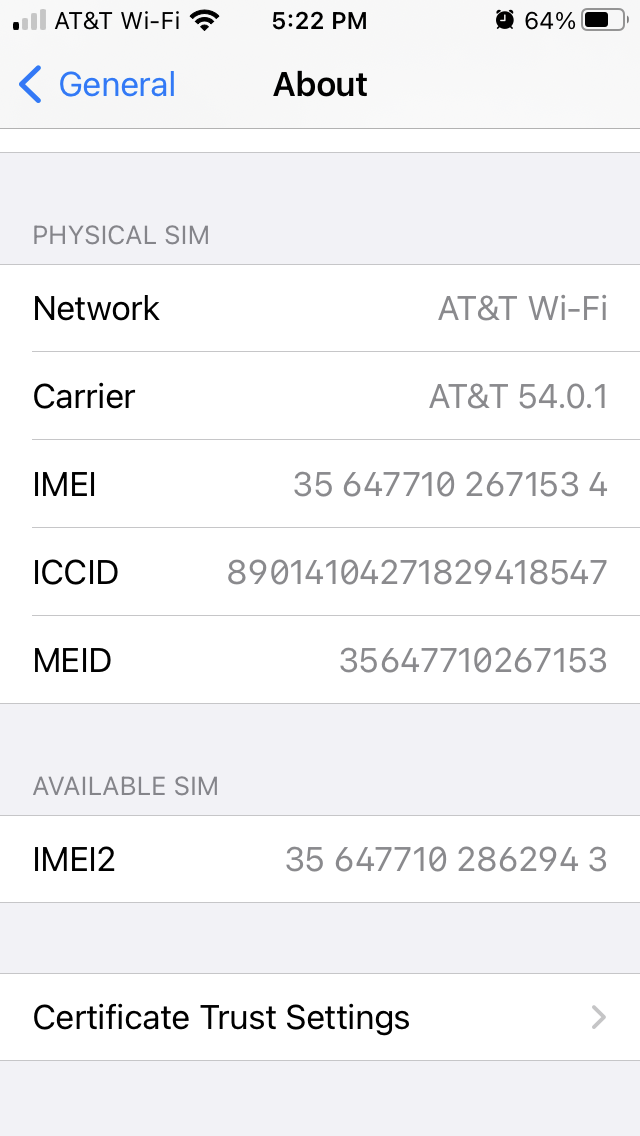 AT&T Wi-Fi 5:22 PM 64%
General About
PHYSICAL SIM
Network AT&T Wi-Fi
Carrier AT&T 54.0.1
IMEI 35 647710 267153 4
ICCID 89014104271829418547
MEID 35647710267153
AVAILABLE SIM
IMEI2 35 647710 286294 3
Certificate Trust Settings